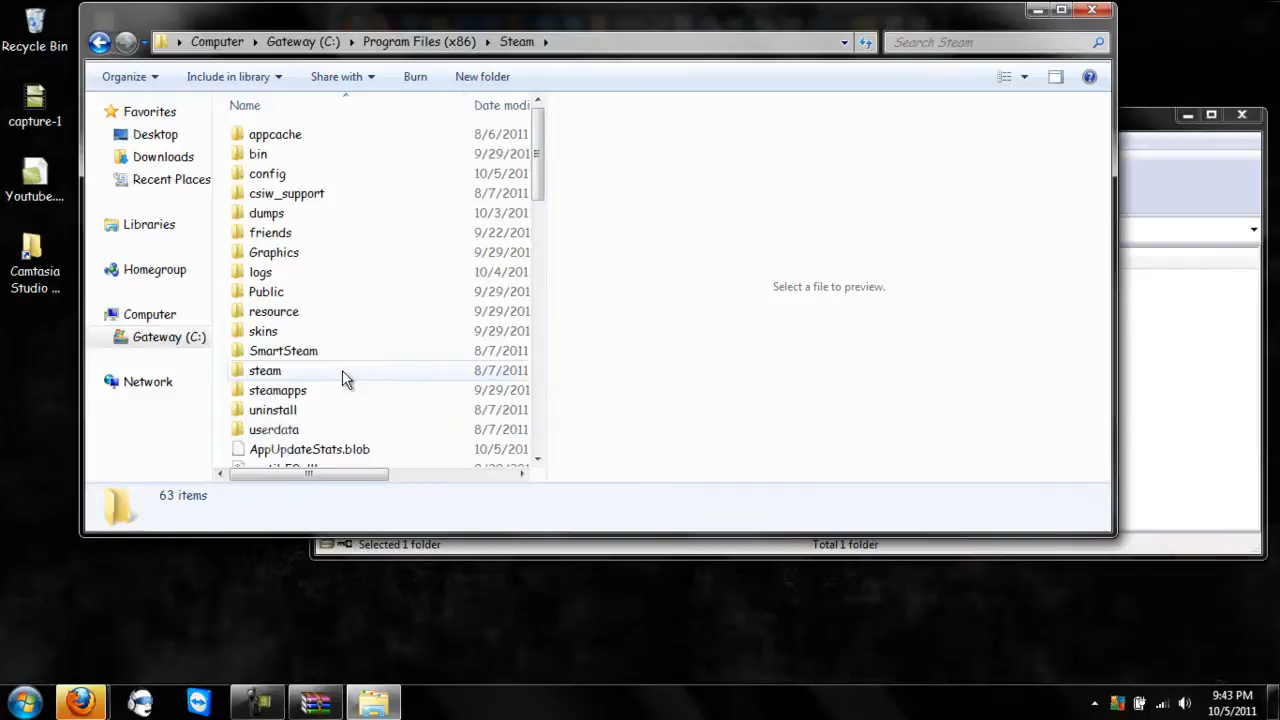 Recycle Bin
capture-1
Youtube....
Camtasia
Studio ...
Computer
Gateway (C:)
Program Files (x86)
Steam
Search Steam
Organize
Include in library
Share with
Burn
New folder
Favorites
Desktop
Downloads
Recent Places
Libraries
Homegroup
Computer
Gateway (C:)
Network
Name Date modi
appcache 8/6/2011
bin 9/29/201
config 10/5/201
csiw_support 8/7/2011
dumps 10/3/201
friends 9/22/201
Graphics 9/29/201
logs 10/4/201
Public 9/29/201
resource 9/29/201
skins 9/29/201
SmartSteam 8/7/2011
steam 8/7/2011
steamapps 9/29/201
uninstall 8/7/2011
userdata 8/7/2011
AppUpdateStats.blob 10/5/201
Select a file to preview.
63 items
Selected 1 folder
Total 1 folder
9:43 PM
10/5/2011